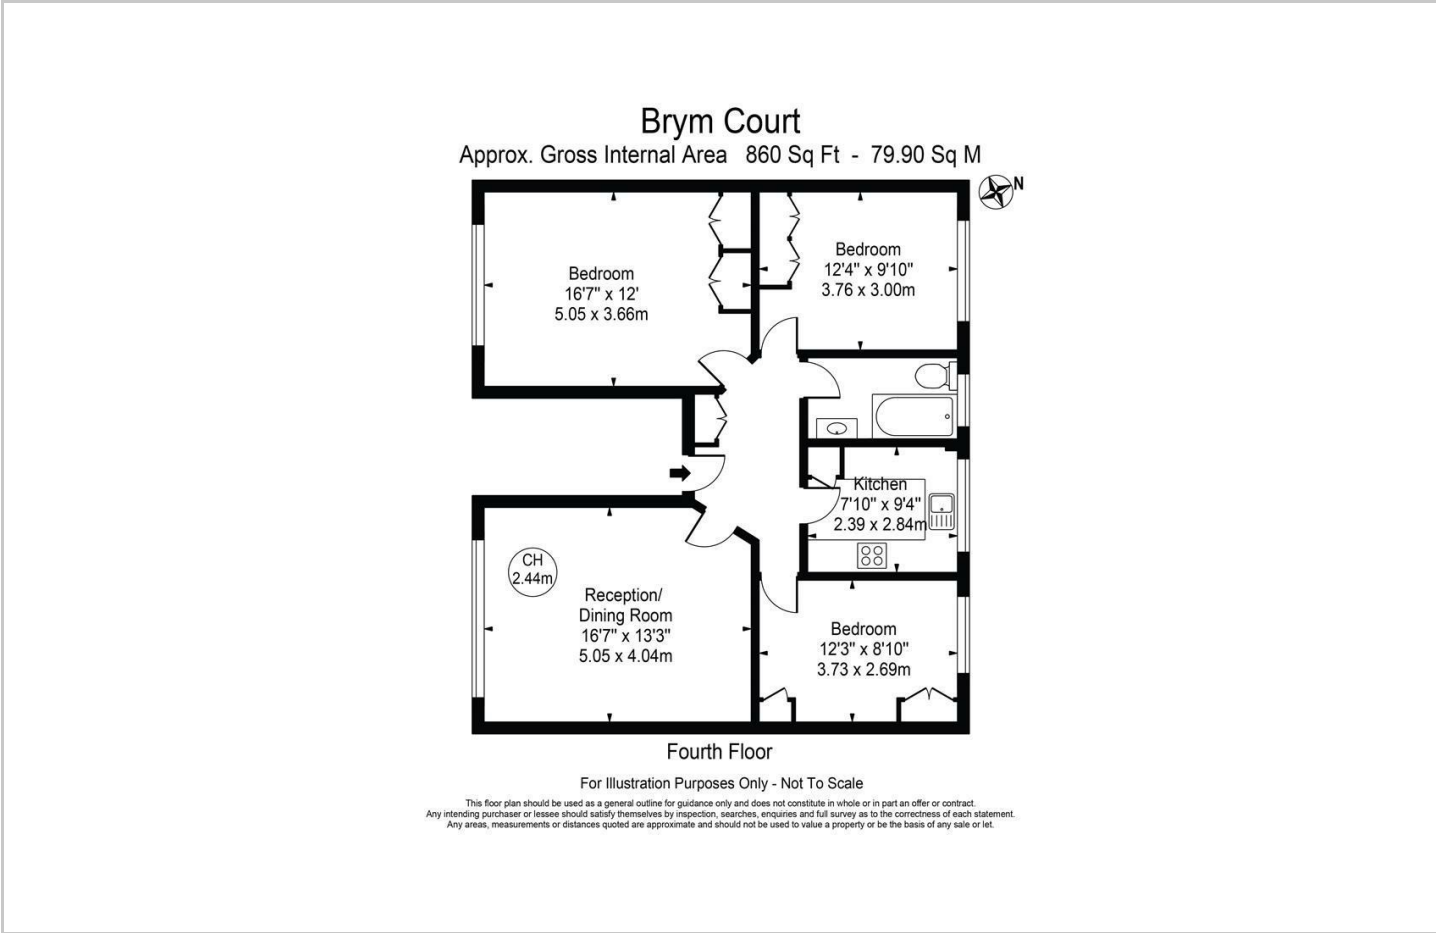 Brym Court
Approx. Gross Internal Area 860 Sq Ft - 79.90 Sq M
N
Bedroom
16'7" x 12'
5.05 x 3.66m
Bedroom
12'4" x 9'10"
3.76 x 3.00m
Kitchen
7'10" x 9'4"
2.39 x 2.84m
CH
2.44m
Reception/
Dining Room
16'7" x 13'3"
5.05 x 4.04m
Bedroom
12'3" x 8'10"
3.73 x 2.69m
Fourth Floor
For Illustration Purposes Only - Not To Scale
This floor plan should be used as a general outline for guidance only and does not constitute in whole or in part an offer or contract.
Any intending purchaser or lessee should satisfy themselves by inspection, searches, enquiries and full survey as to the correctness of each statement.
Any areas, measurements or distances quoted are approximate and should not be used to value a property or be the basis of any sale or let.